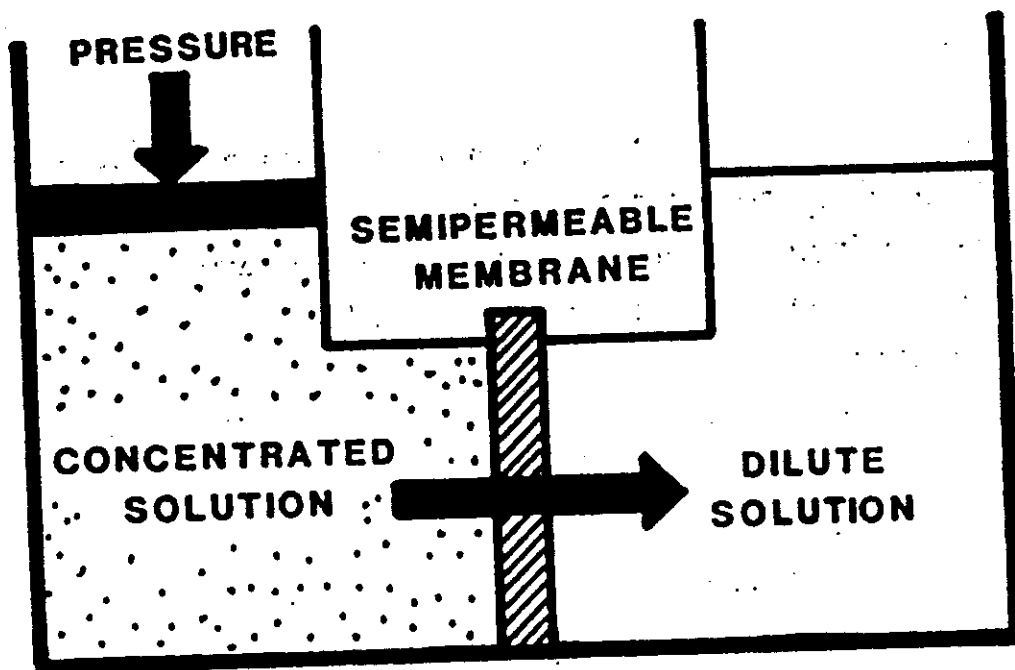 PRESSURE
SEMIPERMEABLE
MEMBRANE
CONCENTRATED
SOLUTION
DILUTE
SOLUTION